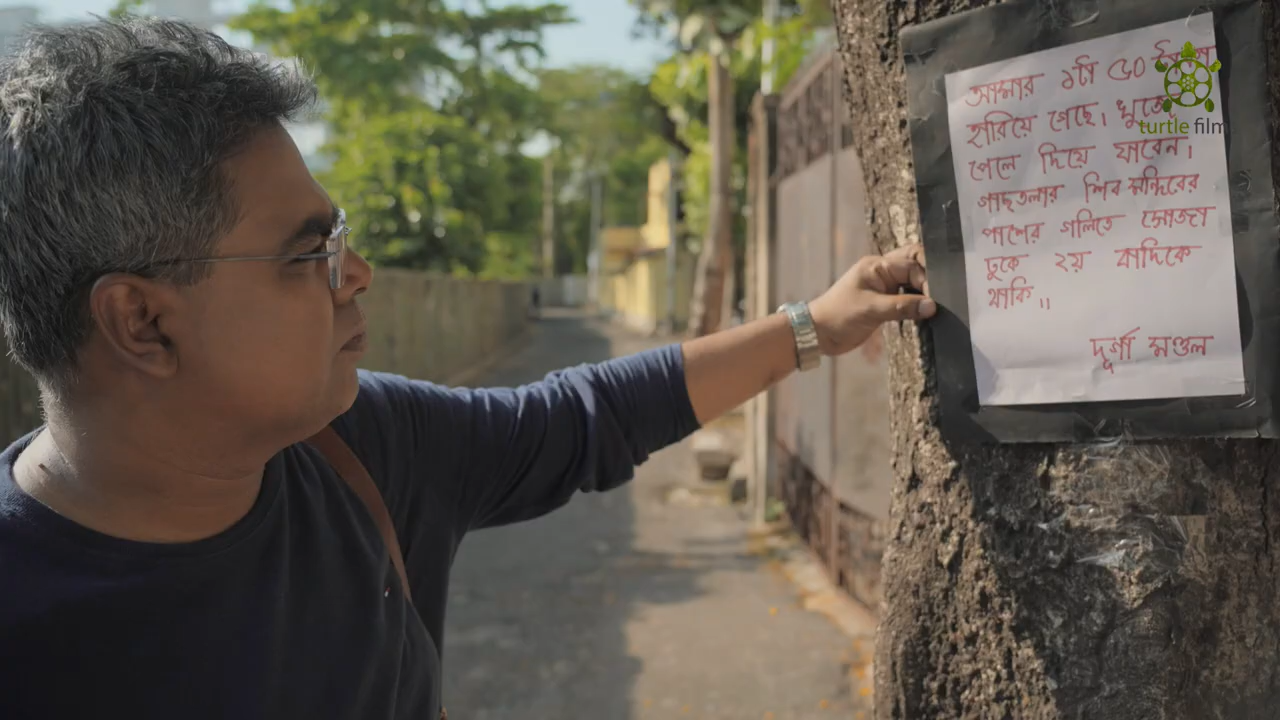 আমার ১টা ৫০
হারিয়ে গেছে। খুজে
পেলে দিয়ে যাবেন।
গাছতলার শিব মন্দিরের
পাশের গলিতে সোজা
ঢুকে ২য় বাদিকে
থাকি।।
দূর্গা মণ্ডল
turtle film